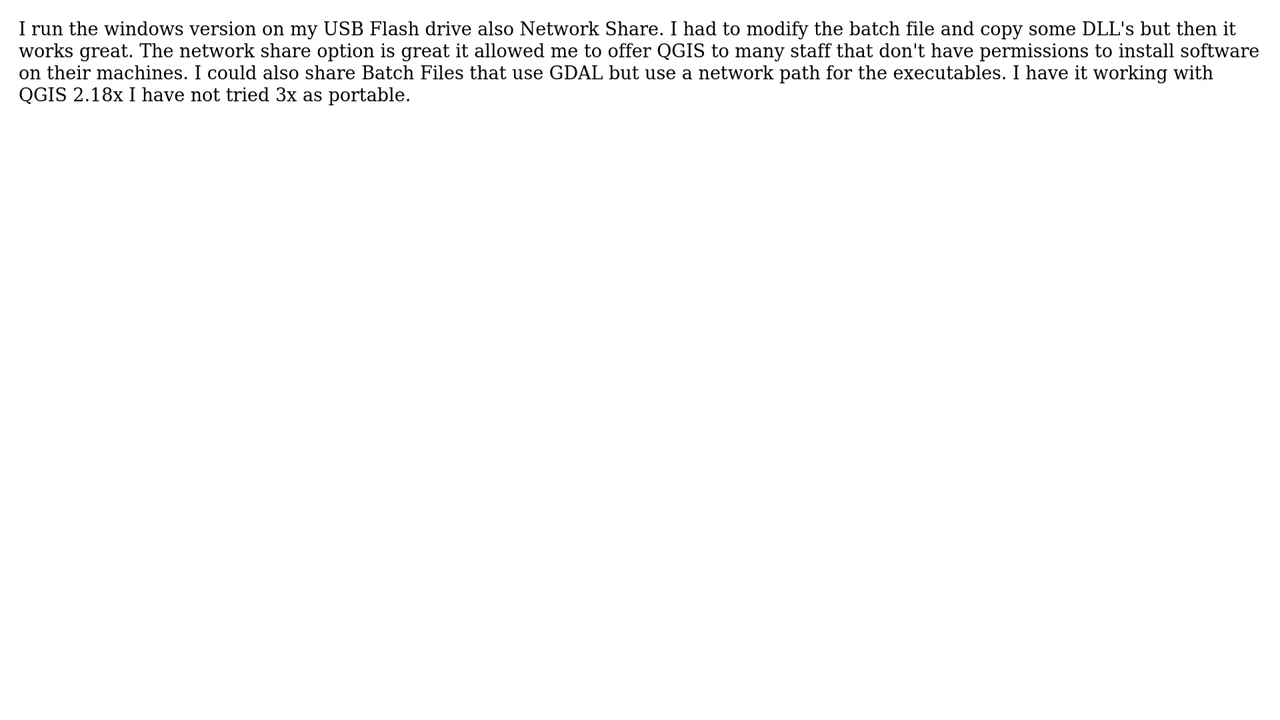 I run the windows version on my USB Flash drive also Network Share. I had to modify the batch file and copy some DLL's but then it
works great. The network share option is great it allowed me to offer QGIS to many staff that don't have permissions to install software
on their machines. I could also share Batch Files that use GDAL but use a network path for the executables. I have it working with
QGIS 2.18x I have not tried 3x as portable.